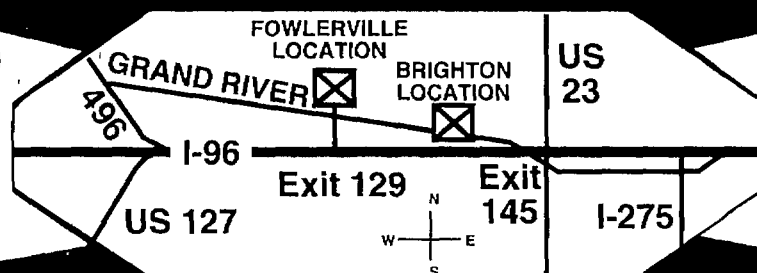 FOWLERVILLE
LOCATION
BRIGHTON
LOCATION
US
23
GRAND RIVER
496
I-96
Exit 129
Exit
145
US 127
I-275
N
W
E
S